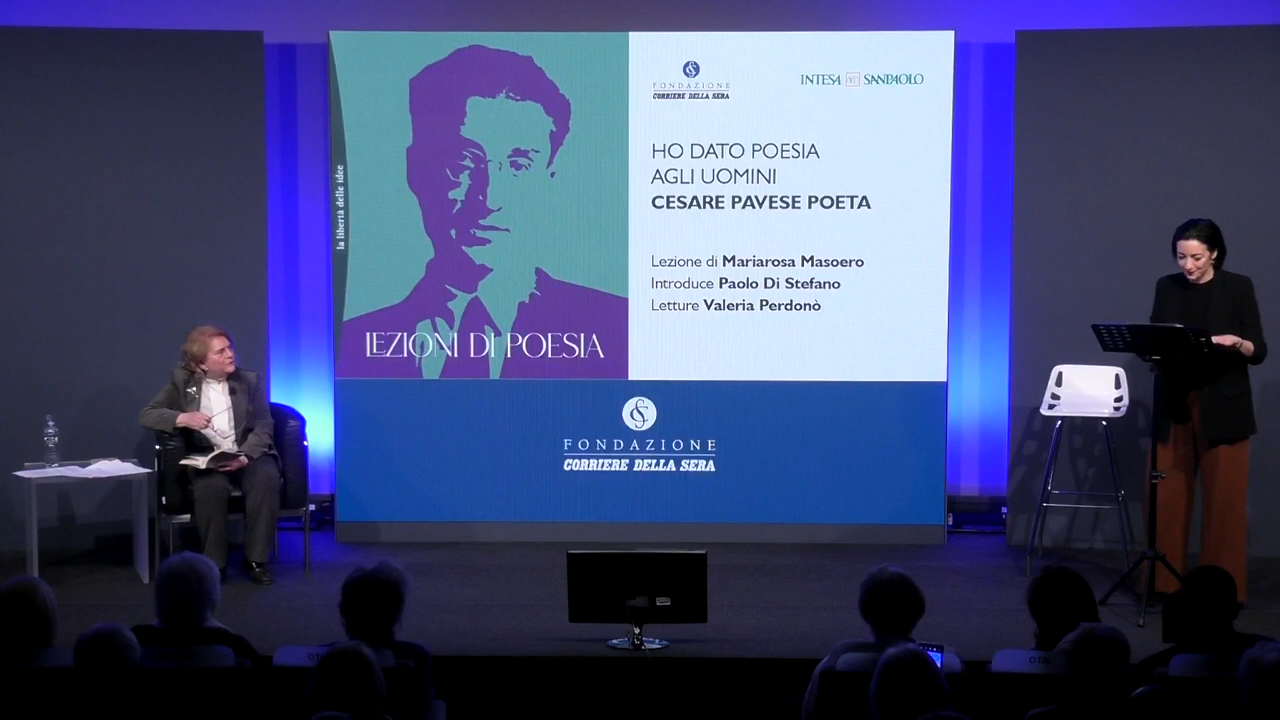 la libertà delle idee
LEZIONI DI POESIA
FONDAZIONE
CORRIERE DELLA SERA
INTESA SANPAOLO
HO DATO POESIA
AGLI UOMINI
CESARE PAVESE POETA
Lezione di Mariarosa Masoero
Introduce Paolo Di Stefano
Letture Valeria Perdonò
FONDAZIONE
CORRIERE DELLA SERA